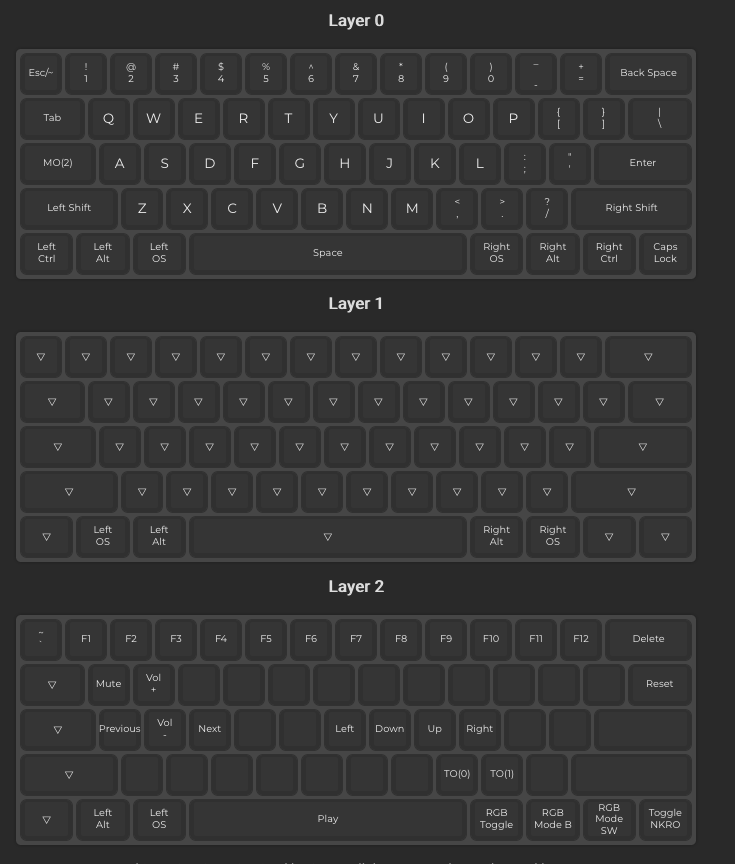 Layer 0
Esc/~ ! 1 @ 2 # 3 $ 4 % 5 ^ 6 & 7 * 8 ( 9 ) 0 _ - + = Back Space
Tab Q W E R T Y U I O P { [ } ] | \
MO(2) A S D F G H J K L : ; " ' Enter
Left Shift Z X C V B N M < , > . ? / Right Shift
Left Ctrl Left Alt Left OS Space Right OS Right Alt Right Ctrl Caps Lock
Layer 1
▽ ▽ ▽ ▽ ▽ ▽ ▽ ▽ ▽ ▽ ▽ ▽ ▽ ▽
▽ ▽ ▽ ▽ ▽ ▽ ▽ ▽ ▽ ▽ ▽ ▽ ▽ ▽
▽ ▽ ▽ ▽ ▽ ▽ ▽ ▽ ▽ ▽ ▽ ▽ ▽
▽ ▽ ▽ ▽ ▽ ▽ ▽ ▽ ▽ ▽ ▽ ▽
▽ Left OS Left Alt ▽ Right Alt Right OS ▽ ▽
Layer 2
~ ` F1 F2 F3 F4 F5 F6 F7 F8 F9 F10 F11 F12 Delete
▽ Mute Vol + Reset
▽ Previous Vol - Next Left Down Up Right
▽ TO(0) TO(1)
▽ Left Alt Left OS Play RGB Toggle RGB Mode B RGB Mode SW Toggle NKRO